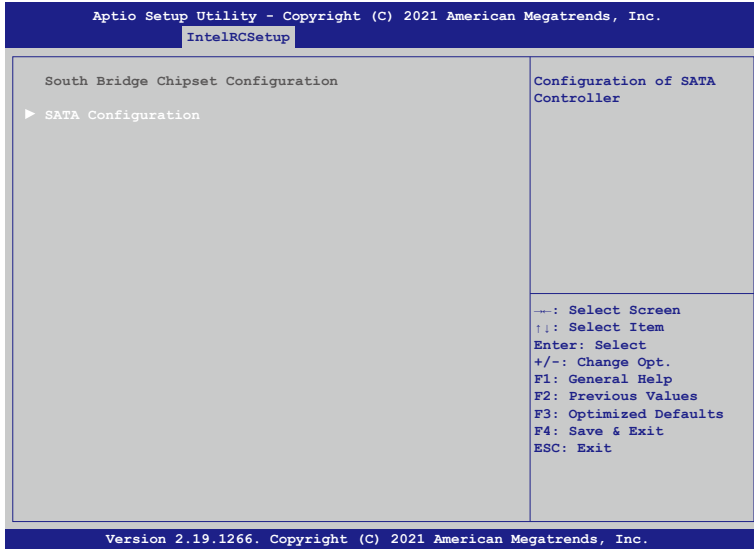 Aptio Setup Utility - Copyright (C) 2021 American Megatrends, Inc.
IntelRCSetup
South Bridge Chipset Configuration
► SATA Configuration
Configuration of SATA
Controller
→←: Select Screen
↑↓: Select Item
Enter: Select
+/-: Change Opt.
F1: General Help
F2: Previous Values
F3: Optimized Defaults
F4: Save & Exit
ESC: Exit
Version 2.19.1266. Copyright (C) 2021 American Megatrends, Inc.